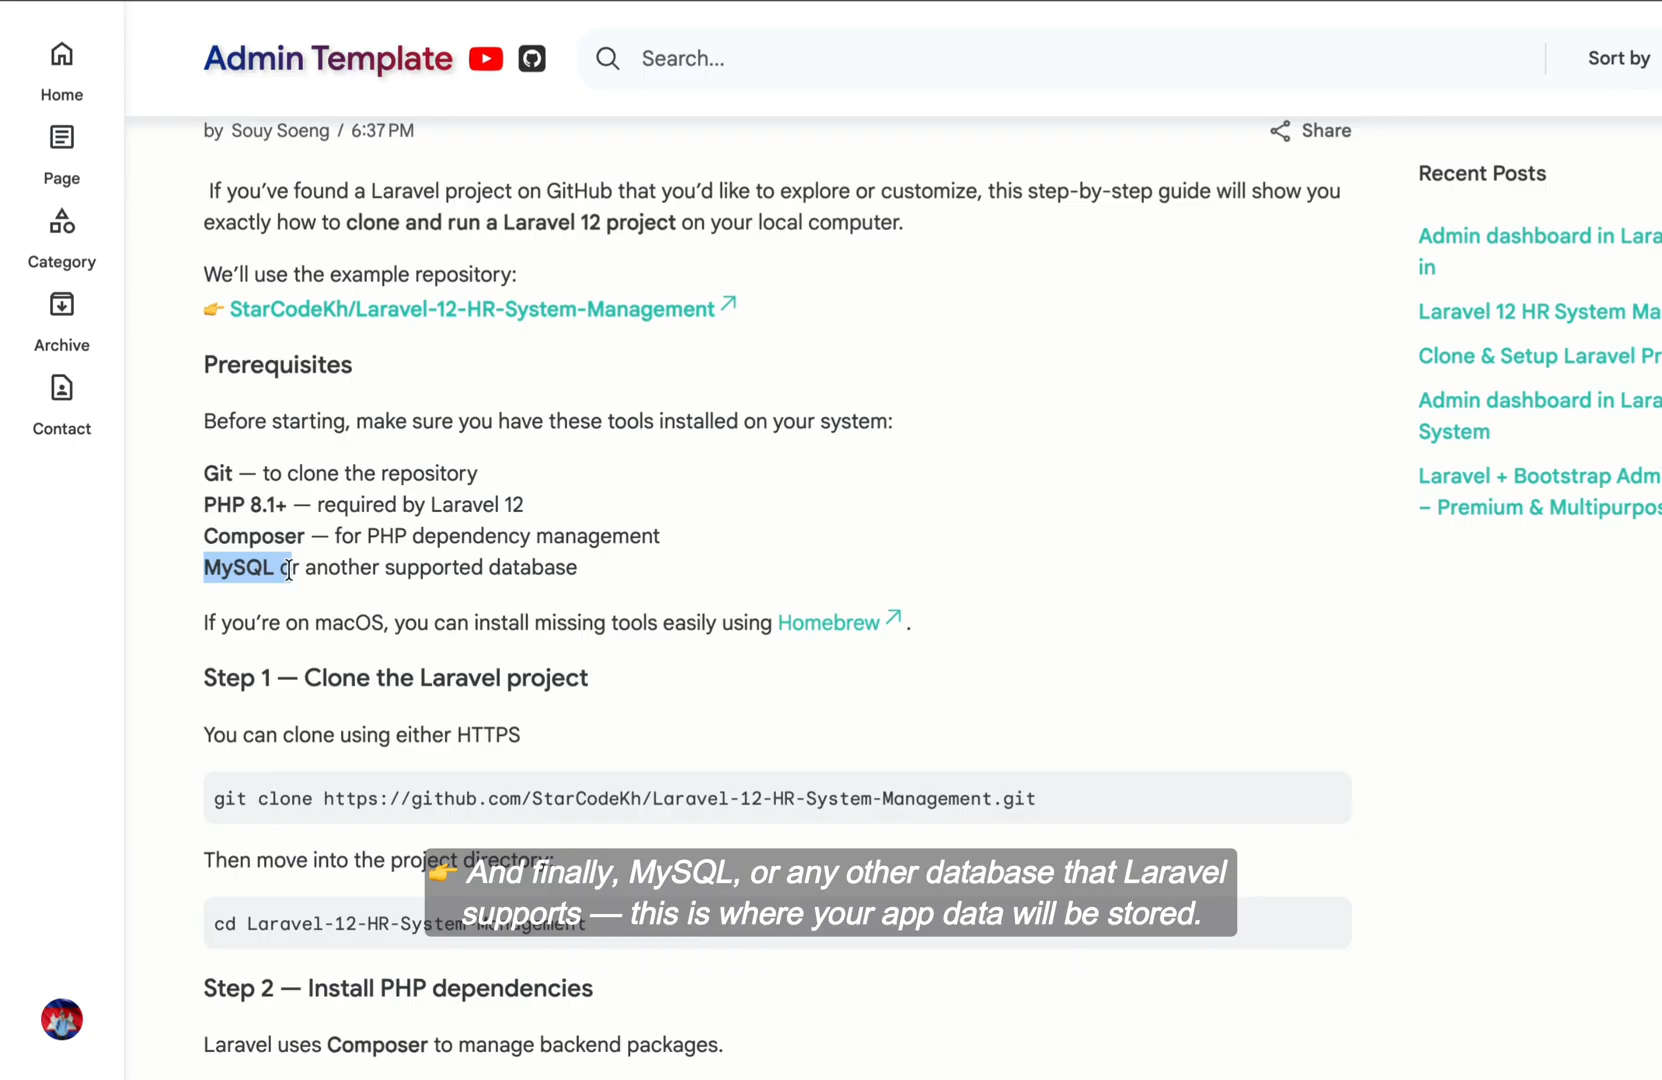 Home
Page
Category
Archive
Contact
Admin Template
Search...
Sort by
by Souy Soeng / 6:37 PM
Share
If you’ve found a Laravel project on GitHub that you’d like to explore or customize, this step-by-step guide will show you
exactly how to clone and run a Laravel 12 project on your local computer.
We’ll use the example repository:
👉 StarCodeKh/Laravel-12-HR-System-Management
Prerequisites
Before starting, make sure you have these tools installed on your system:
Git — to clone the repository
PHP 8.1+ — required by Laravel 12
Composer — for PHP dependency management
MySQL or another supported database
If you’re on macOS, you can install missing tools easily using Homebrew.
Step 1 — Clone the Laravel project
You can clone using either HTTPS
git clone https://github.com/StarCodeKh/Laravel-12-HR-System-Management.git
Then move into the project directory:
cd Laravel-12-HR-System-Management
👉 And finally, MySQL, or any other database that Laravel
supports — this is where your app data will be stored.
Step 2 — Install PHP dependencies
Laravel uses Composer to manage backend packages.
Recent Posts
Admin dashboard in Lara
in
Laravel 12 HR System Ma
Clone & Setup Laravel Pr
Admin dashboard in Lara
System
Laravel + Bootstrap Adm
– Premium & Multipurpos